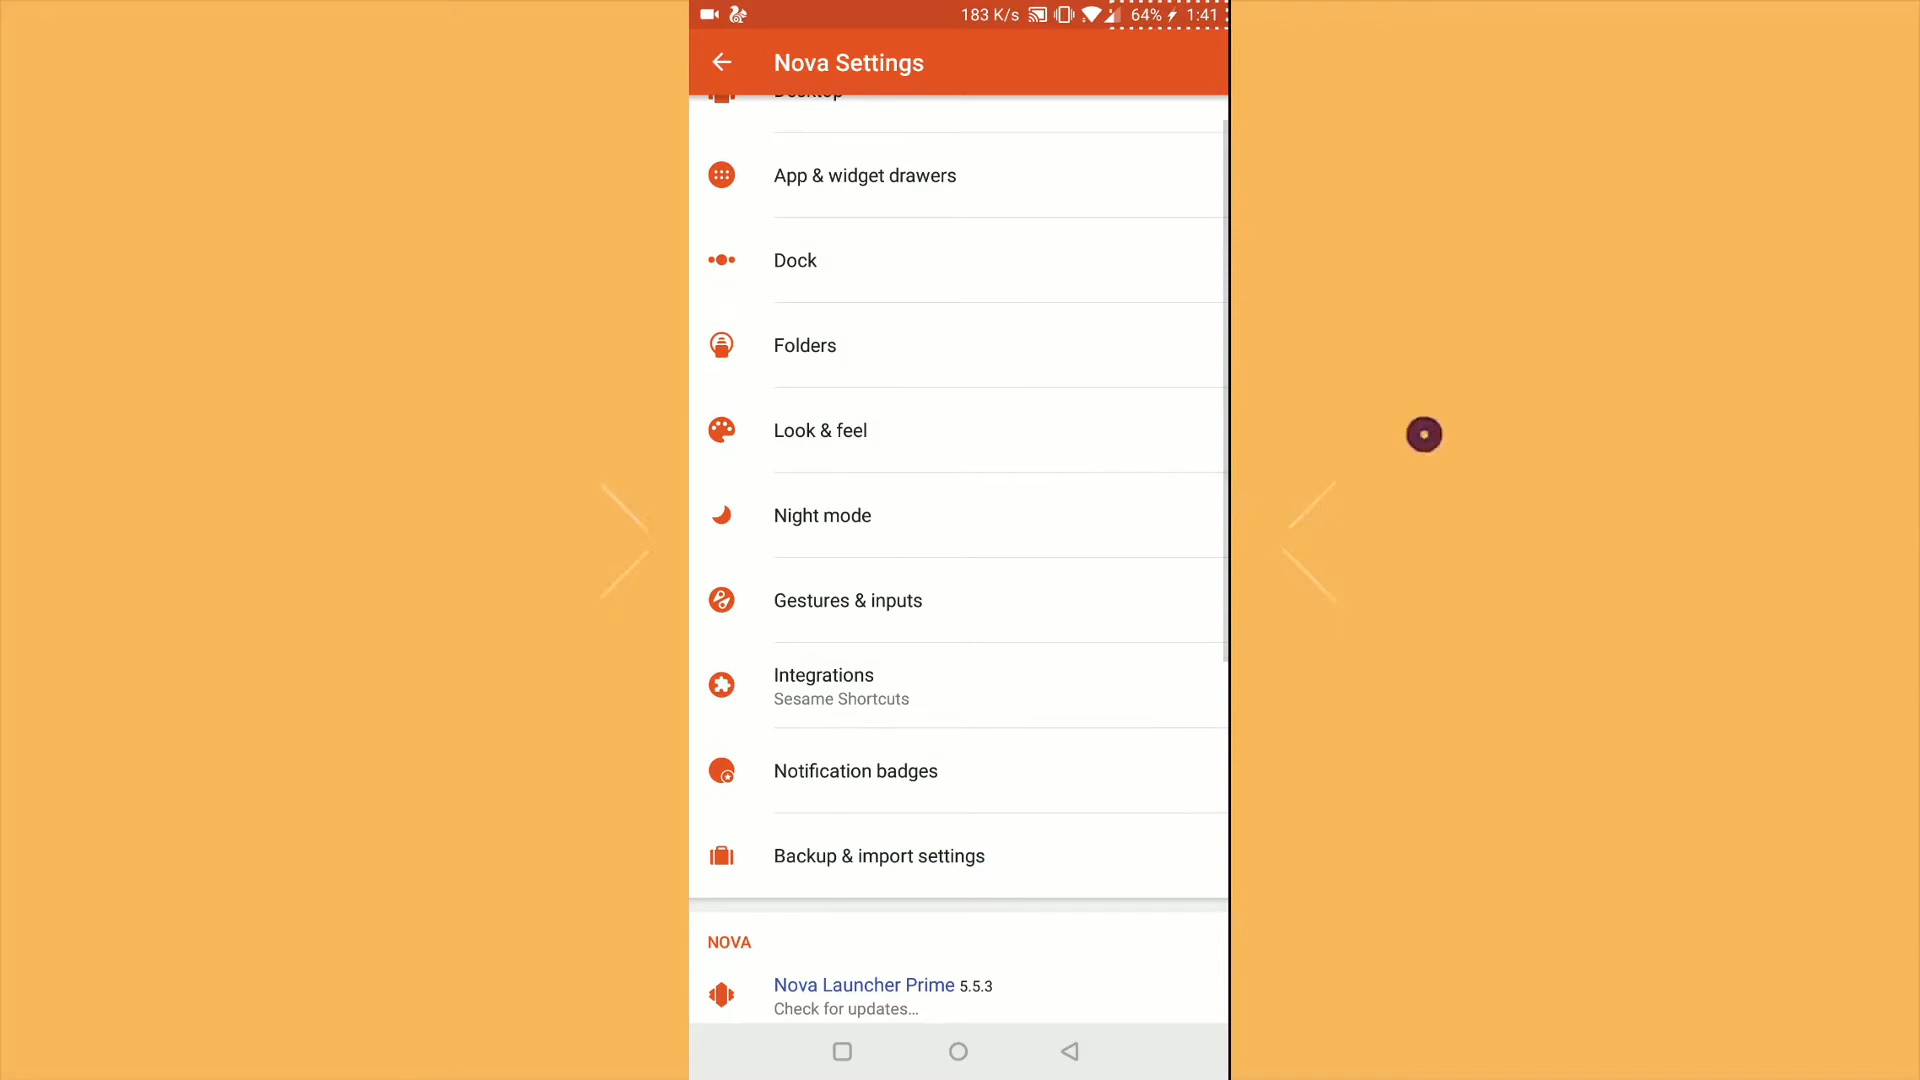 183 K/s 64% 1:41
Nova Settings
Desktop
App & widget drawers
Dock
Folders
Look & feel
Night mode
Gestures & inputs
Integrations
Sesame Shortcuts
Notification badges
Backup & import settings
NOVA
Nova Launcher Prime 5.5.3
Check for updates...